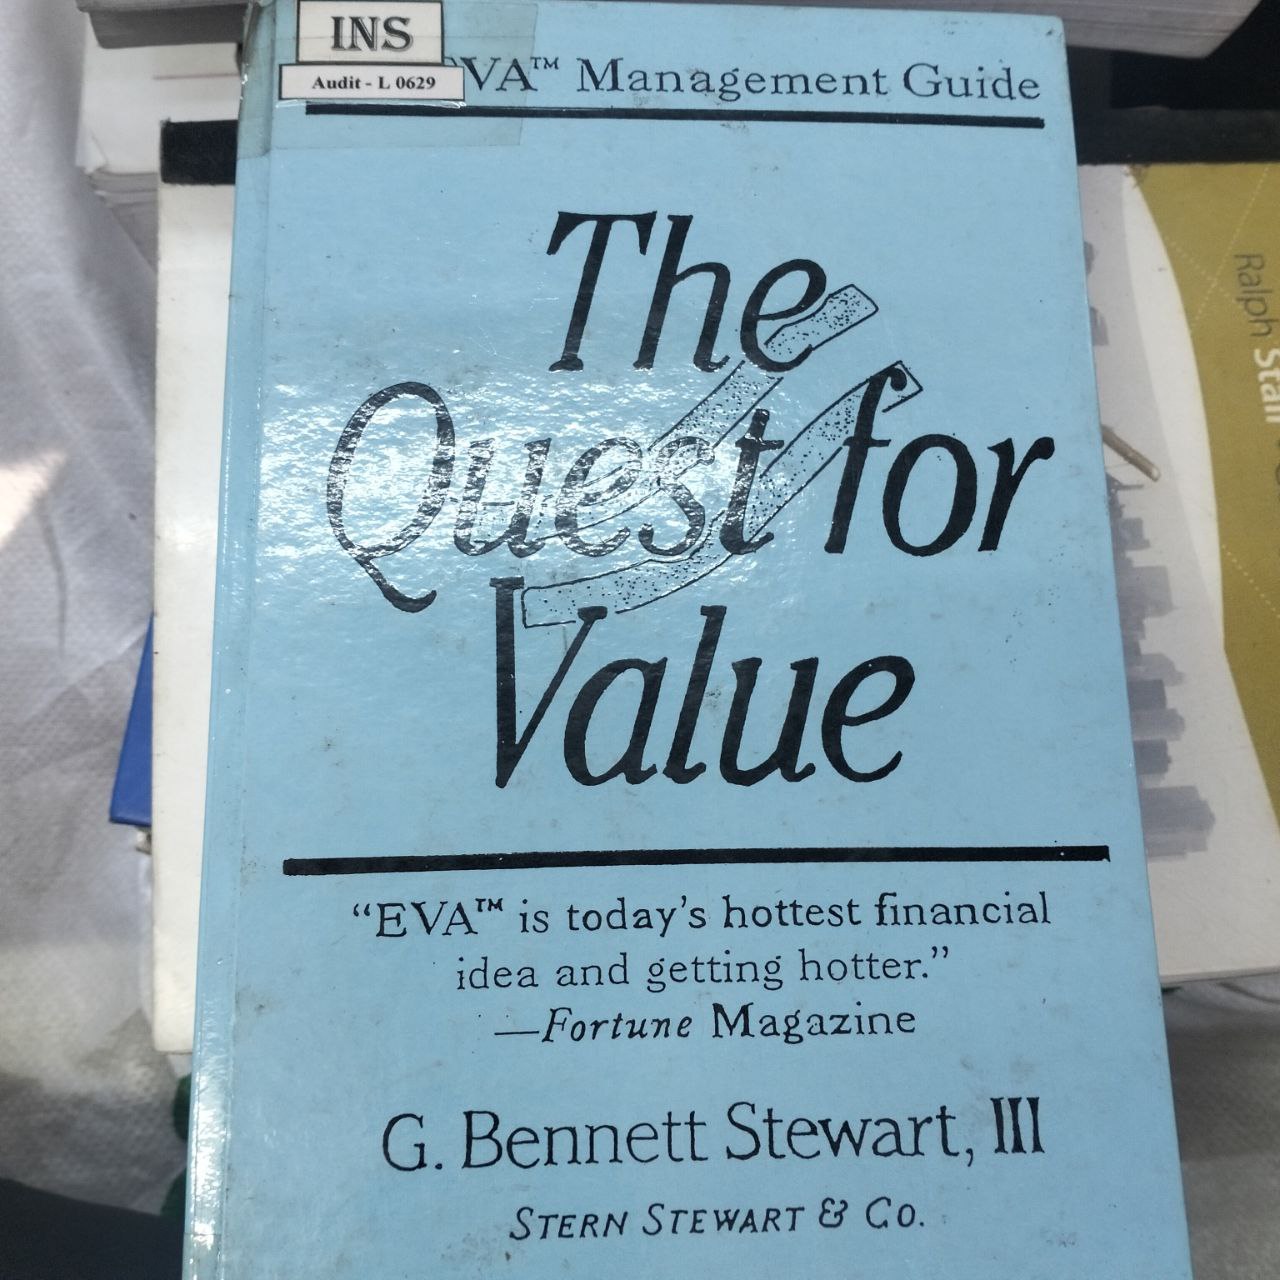 INS
Audit - L 0629
EVA™ Management Guide
The
Quest for
Value
“EVA™ is today’s hottest financial
idea and getting hotter.”
—Fortune Magazine
G. Bennett Stewart, III
STERN STEWART & Co.
Ralph Stair